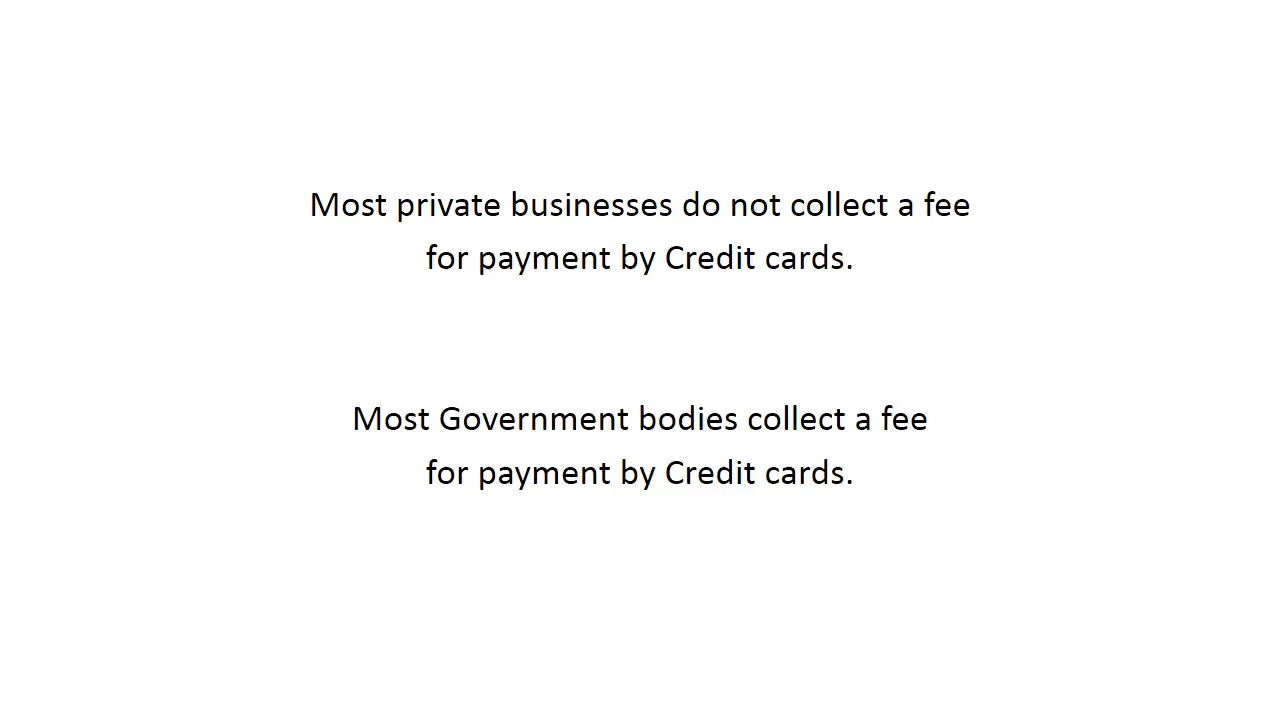 Most private businesses do not collect a fee
for payment by Credit cards.
Most Government bodies collect a fee
for payment by Credit cards.